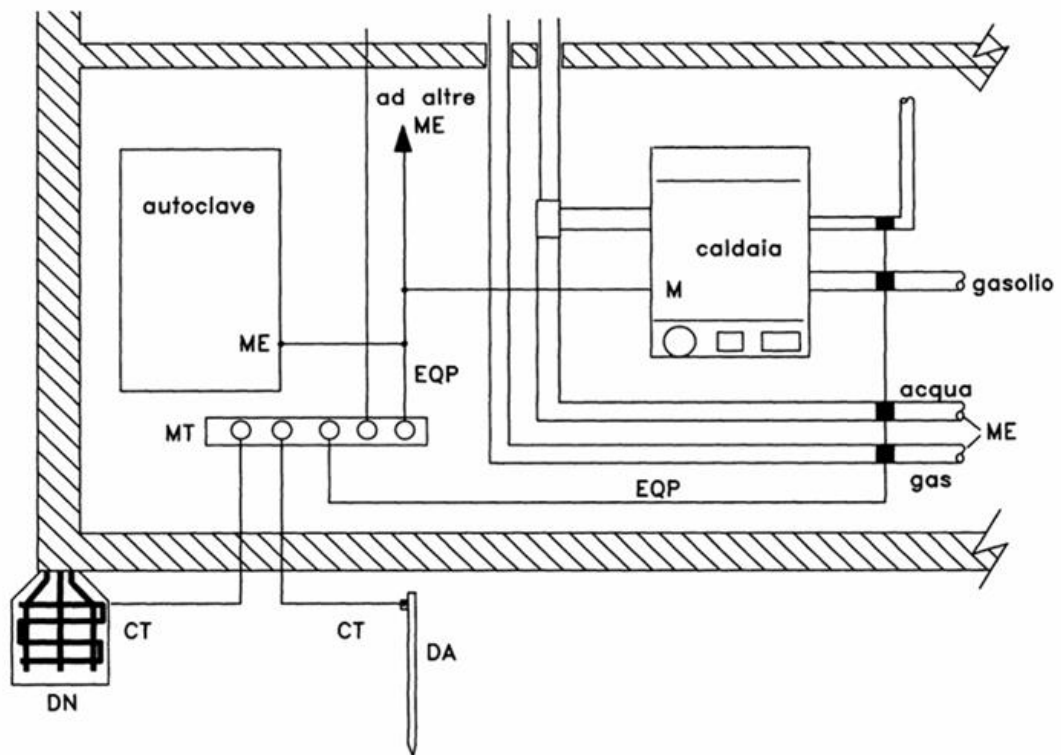 ad altre
ME
autoclave
caldaia
M
gasolio
ME
EQP
acqua
MT
ME
gas
EQP
CT
CT
DA
DN